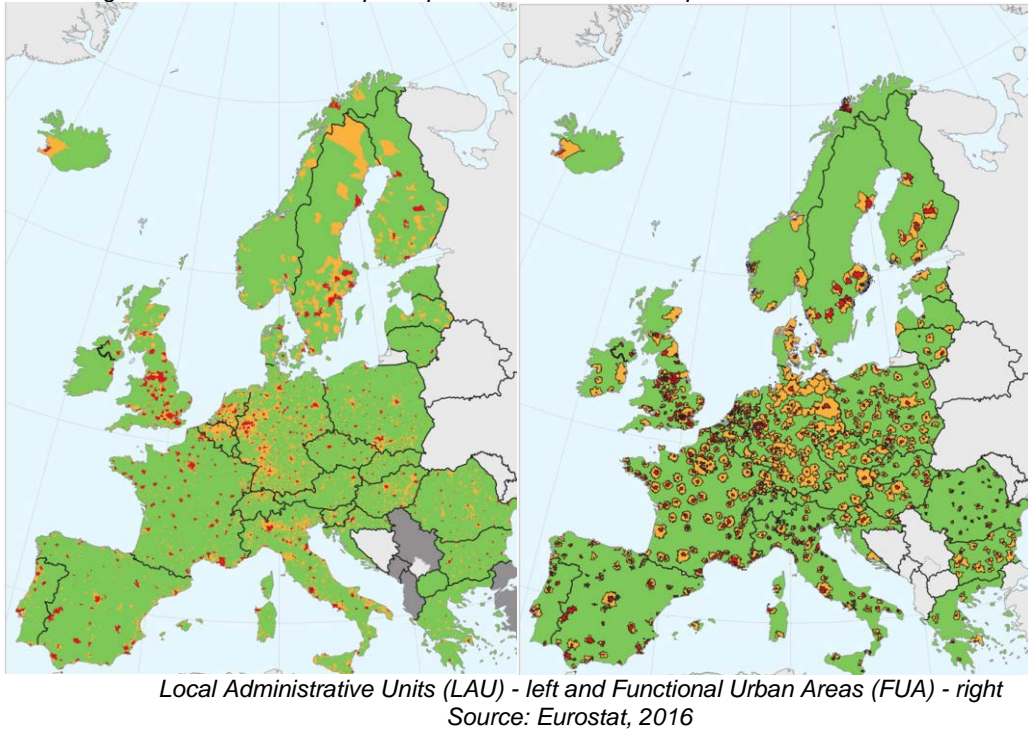 Local Administrative Units (LAU) - left and Functional Urban Areas (FUA) - right
Source: Eurostat, 2016